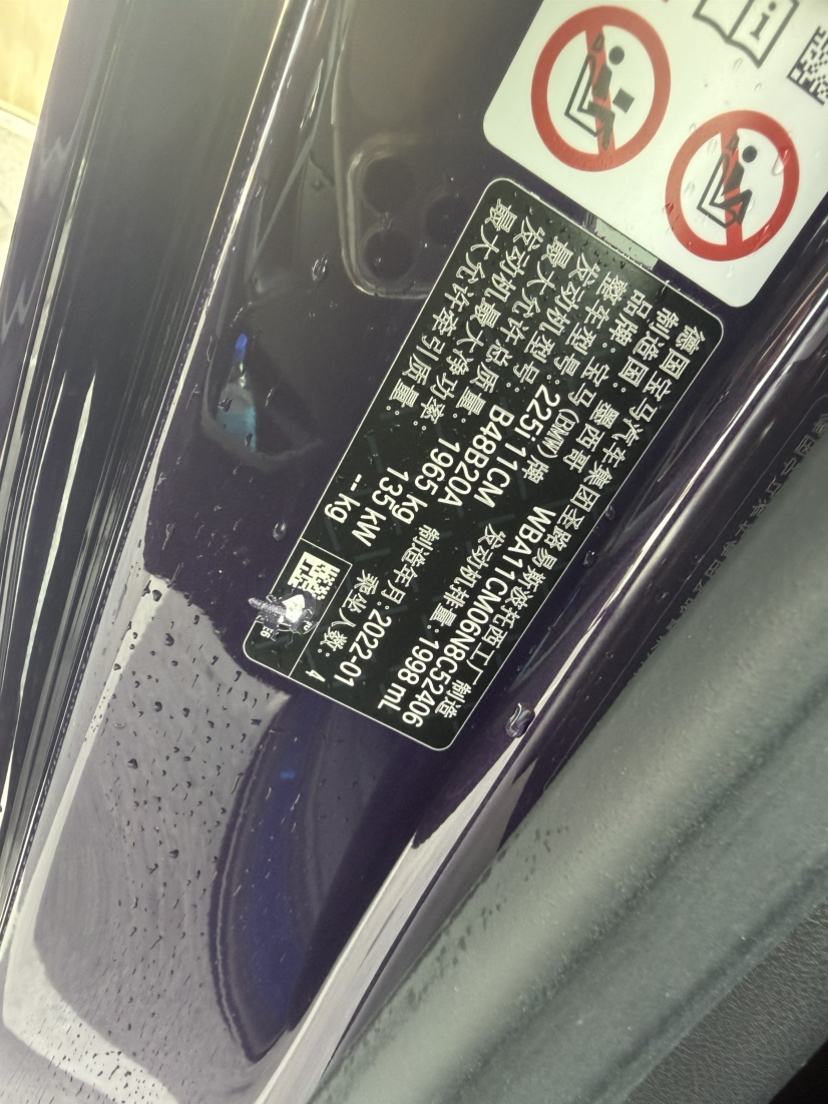 德国宝马汽车集团圣路易斯波托西工厂制造
制造国：墨西哥 WBA11CM06N8C52406
品牌：宝马(BMW)牌
整车型号：225i 11CM 发动机排量：1998 mL
发动机型号：B48B20A 制造年月：2022-01
最大允许总质量：1965 kg 乘坐人数：4
发动机最大净功率：135 kW
最大允许牵引质量：-- kg